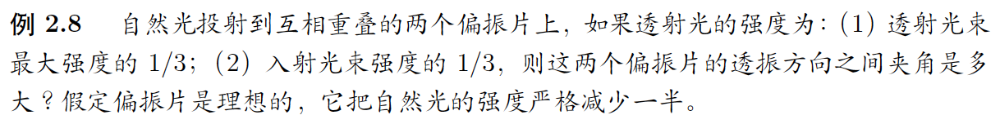 例 2.8 自然光投射到互相重叠的两个偏振片上，如果透射光的强度为：(1) 透射光束
最大强度的 1/3；(2) 入射光束强度的 1/3，则这两个偏振片的透振方向之间夹角是多
大？假定偏振片是理想的，它把自然光的强度严格减少一半。